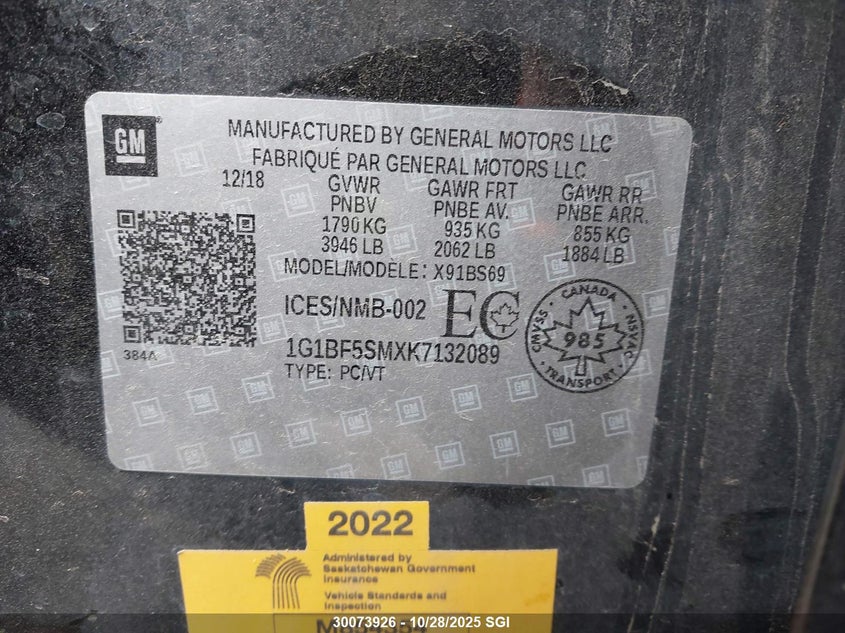 GM
MANUFACTURED BY GENERAL MOTORS LLC
FABRIQUÉ PAR GENERAL MOTORS LLC
12/18 GVWR GAWR FRT GAWR RR
PNBV PNBE AV. PNBE ARR.
1790 KG 935 KG 855 KG
3946 LB 2062 LB 1884 LB
MODEL/MODÈLE: X91BS69
ICES/NMB-002 EC
384A
1G1BF5SMXK7132089
TYPE: PC/VT
CANADA
CMVSS 985 NSVAC
TRANSPORT
2022
Administered by
Saskatchewan Government
Insurance
Vehicle Standards and
Inspection
30073926 - 10/28/2025 SGI